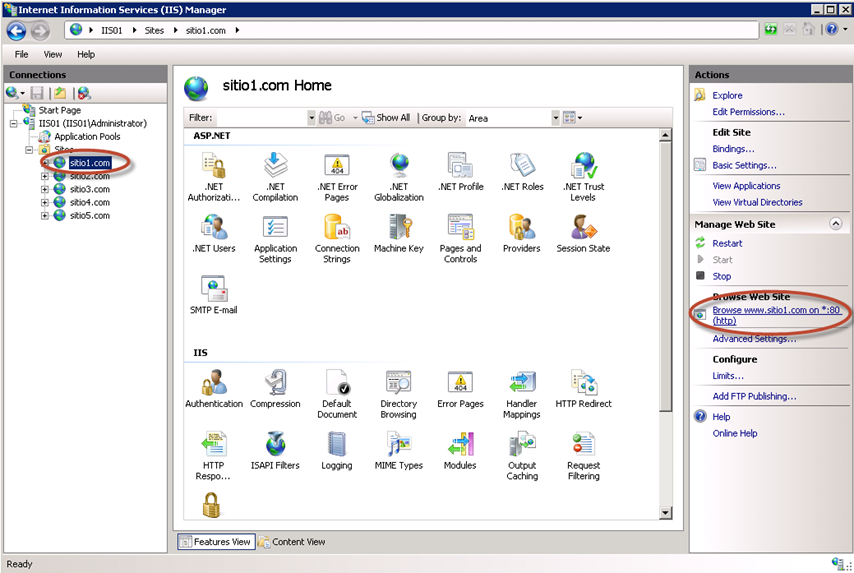 Internet Information Services (IIS) Manager
IIS01 Sites sitio1.com
File View Help
Connections
Start Page
IIS01 (IIS01\Administrator)
Application Pools
Sites
sitio1.com
sitio2.com
sitio3.com
sitio4.com
sitio5.com
sitio1.com Home
Filter: Go Show All Group by: Area
ASP.NET
.NET Authorizati...
.NET Compilation
.NET Error Pages
.NET Globalization
.NET Profile
.NET Roles
.NET Trust Levels
.NET Users
Application Settings
Connection Strings
Machine Key
Pages and Controls
Providers
Session State
SMTP E-mail
IIS
Authentication
Compression
Default Document
Directory Browsing
Error Pages
Handler Mappings
HTTP Redirect
HTTP Respo...
ISAPI Filters
Logging
MIME Types
Modules
Output Caching
Request Filtering
Features View Content View
Actions
Explore
Edit Permissions...
Edit Site
Bindings...
Basic Settings...
View Applications
View Virtual Directories
Manage Web Site
Restart
Start
Stop
Browse Web Site
Browse www.sitio1.com on *:80
(http)
Advanced Settings...
Configure
Limits...
Add FTP Publishing...
Help
Online Help
Ready